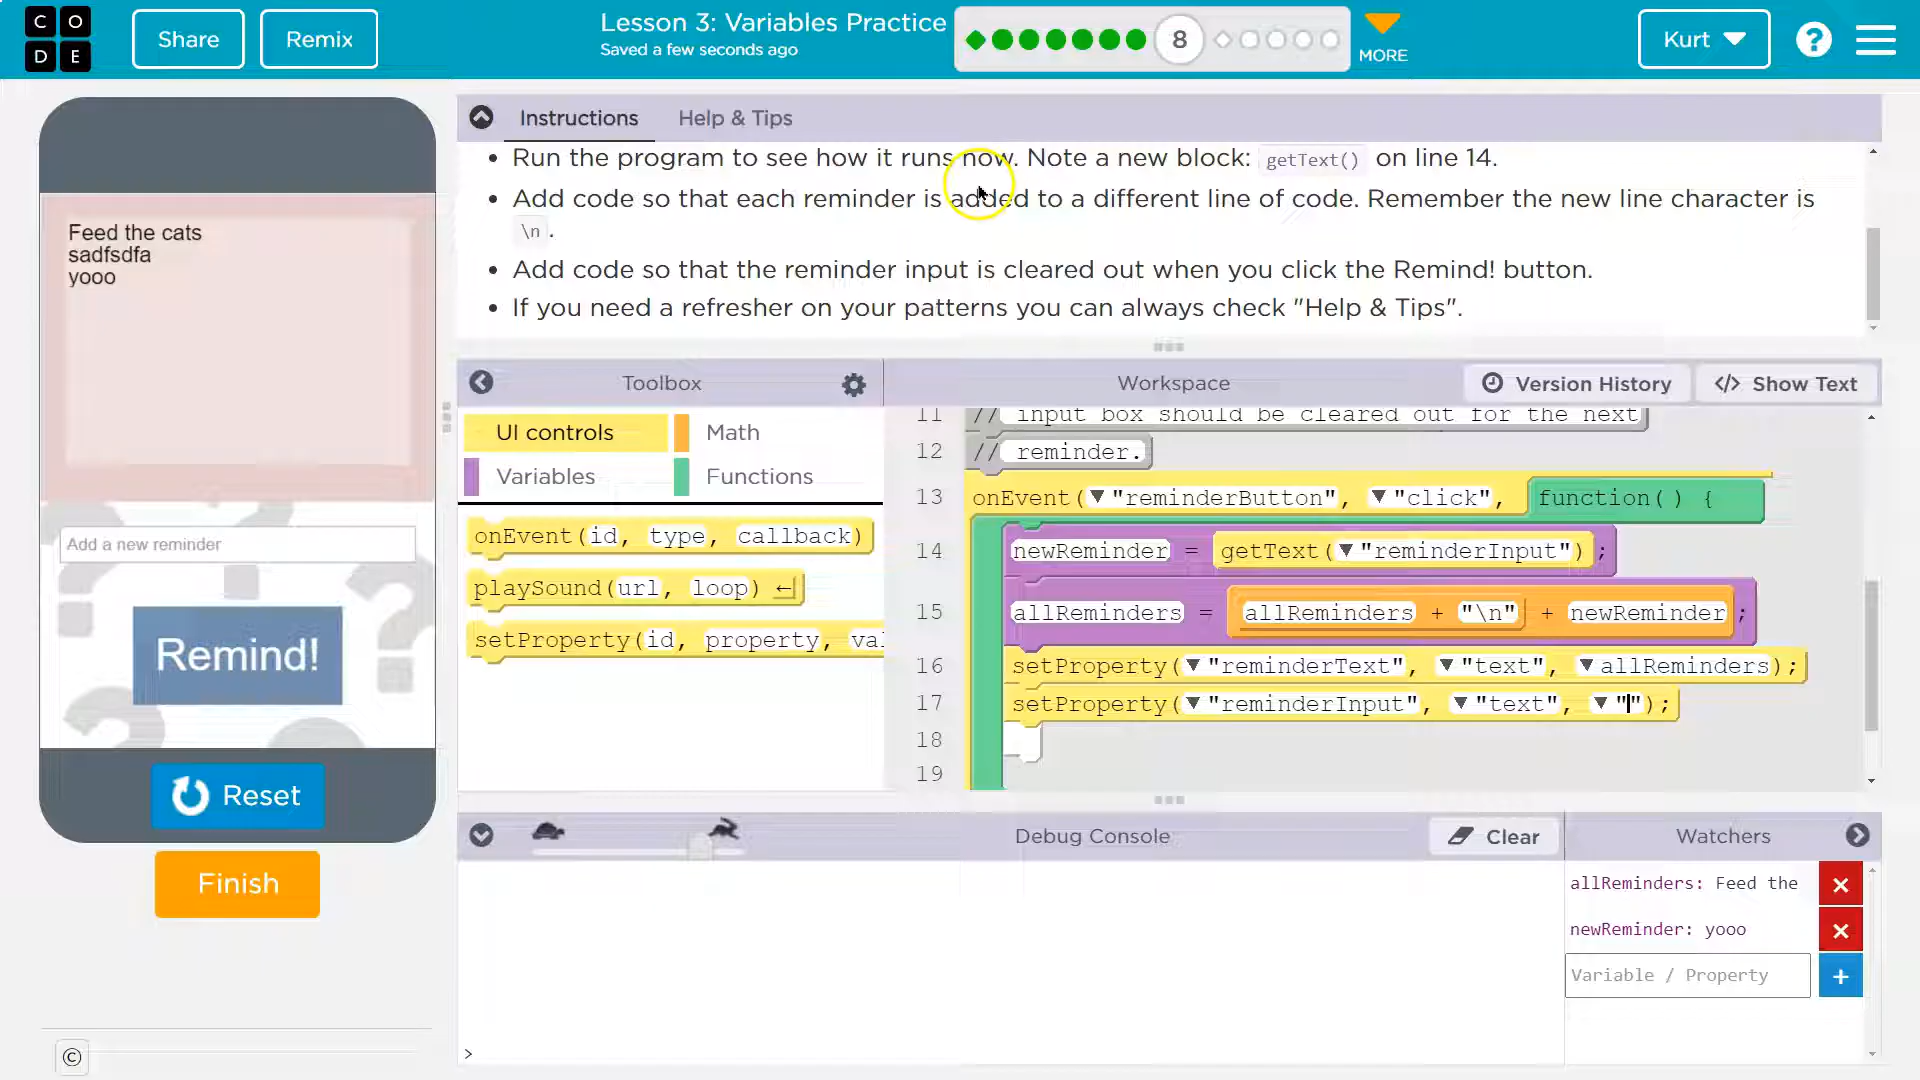 CO
DE
Share
Remix
Lesson 3: Variables Practice
Saved a few seconds ago
8
MORE
Kurt
?
Instructions
Help & Tips
Run the program to see how it runs now. Note a new block: getText() on line 14.
Add code so that each reminder is added to a different line of code. Remember the new line character is
\n .
Add code so that the reminder input is cleared out when you click the Remind! button.
If you need a refresher on your patterns you can always check "Help & Tips".
Feed the cats
sadfsdfa
yooo
Add a new reminder
Remind!
Reset
Finish
©
Toolbox
UI controls
Math
Variables
Functions
onEvent(id, type, callback)
playSound(url, loop)
setProperty(id, property, val
Workspace
Version History
</> Show Text
11 // input box should be cleared out for the next
12 // reminder.
13 onEvent(▼"reminderButton", ▼"click", function( ) {
14 newReminder = getText(▼"reminderInput");
15 allReminders = allReminders + "\n" + newReminder;
16 setProperty(▼"reminderText", ▼"text", ▼allReminders);
17 setProperty(▼"reminderInput", ▼"text", ▼"");
18
19
Debug Console
Clear
>
Watchers
allReminders: Feed the
newReminder: yooo
Variable / Property
+